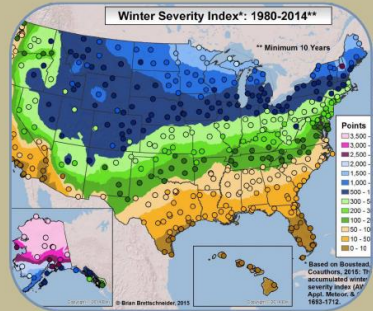 Winter Severity Index*: 1980-2014**
** Minimum 10 Years
Points
3,500 -
3,000 -
2,500 -
2,000 -
1,500 -
1,000 -
500 - 1
300 - 5
200 - 3
100 - 2
50 - 10
10 - 50
0 - 10
* Based on Boustead,
Coauthors, 2015: Th
accumulated winter
severity index (AW
Appl. Meteor. &
1693-1712.
© Brian Brettschneider, 2015